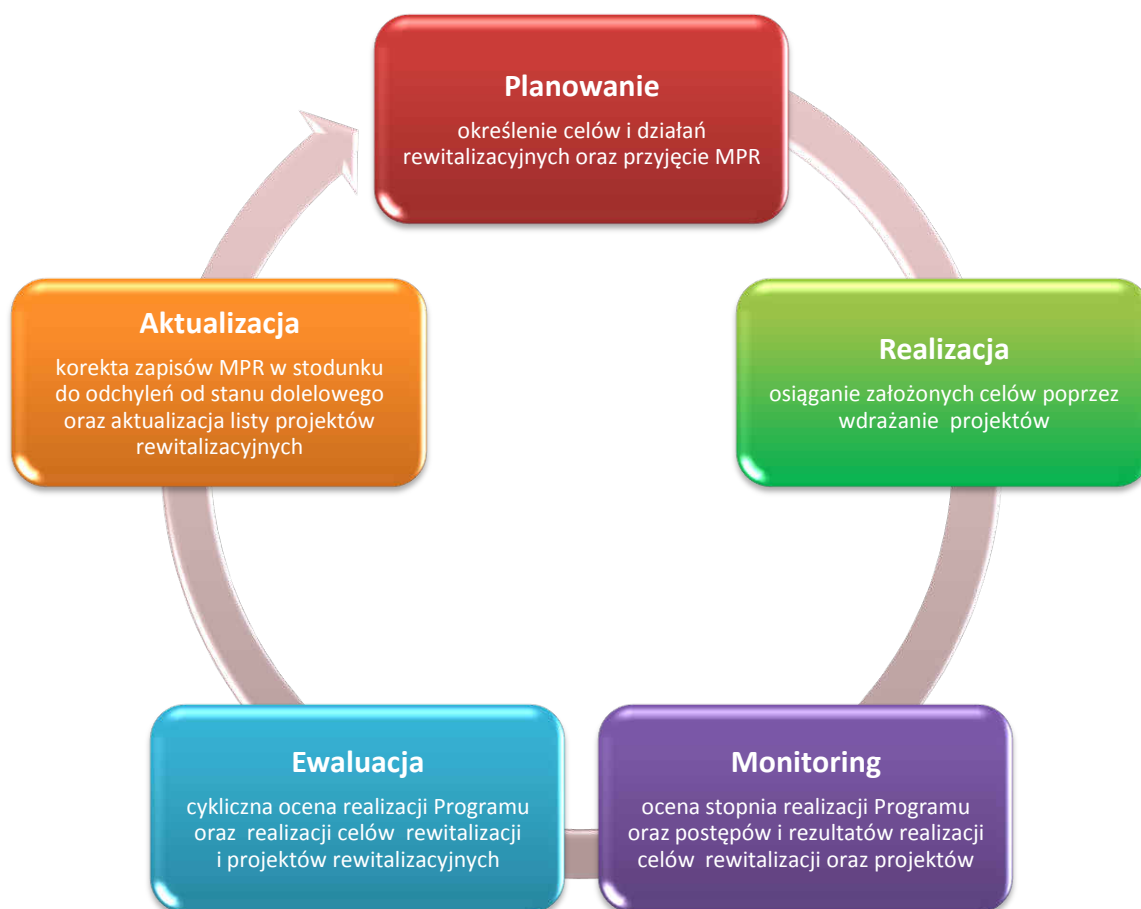 Planowanie
określenie celów i działań
rewitalizacyjnych oraz przyjęcie MPR
Realizacja
osiąganie założonych celów poprzez
wdrażanie projektów
Monitoring
ocena stopnia realizacji Programu
oraz postępów i rezultatów realizacji
celów rewitalizacji oraz projektów
Ewaluacja
cykliczna ocena realizacji Programu
oraz realizacji celów rewitalizacji
i projektów rewitalizacyjnych
Aktualizacja
korekta zapisów MPR w stodunku
do odchyleń od stanu dolelowego
oraz aktualizacja listy projektów
rewitalizacyjnych